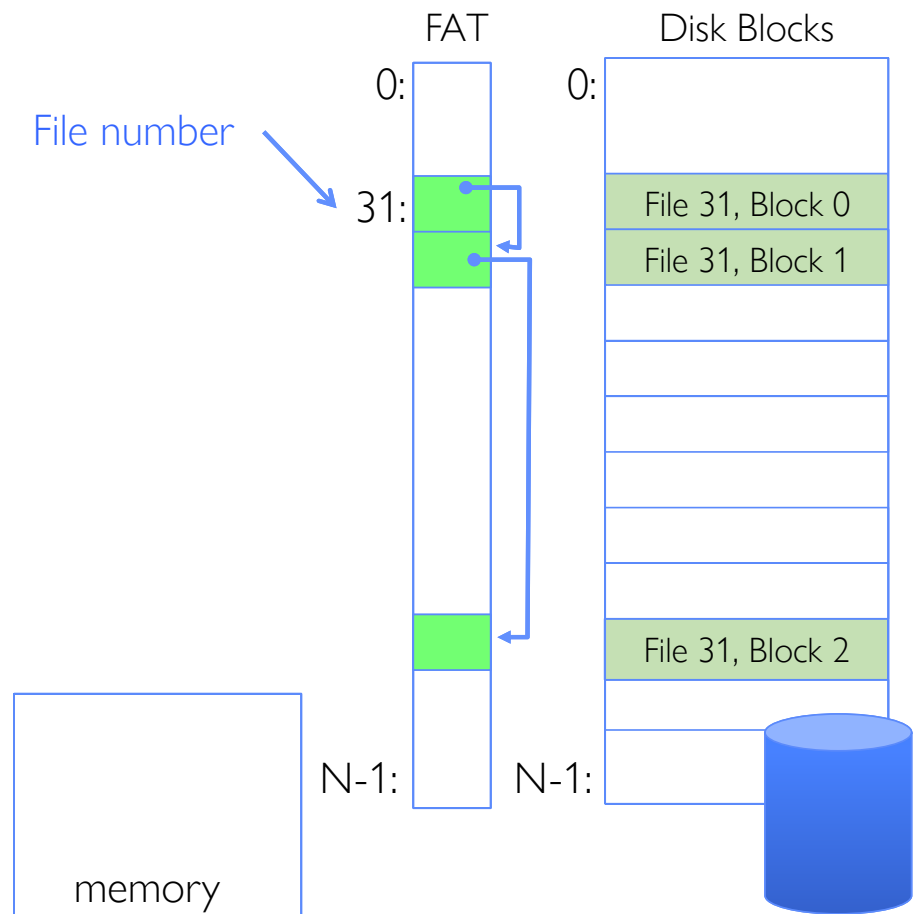 FAT
Disk Blocks
0:
0:
File number
31:
File 31, Block 0
File 31, Block 1
File 31, Block 2
N-1:
N-1:
memory